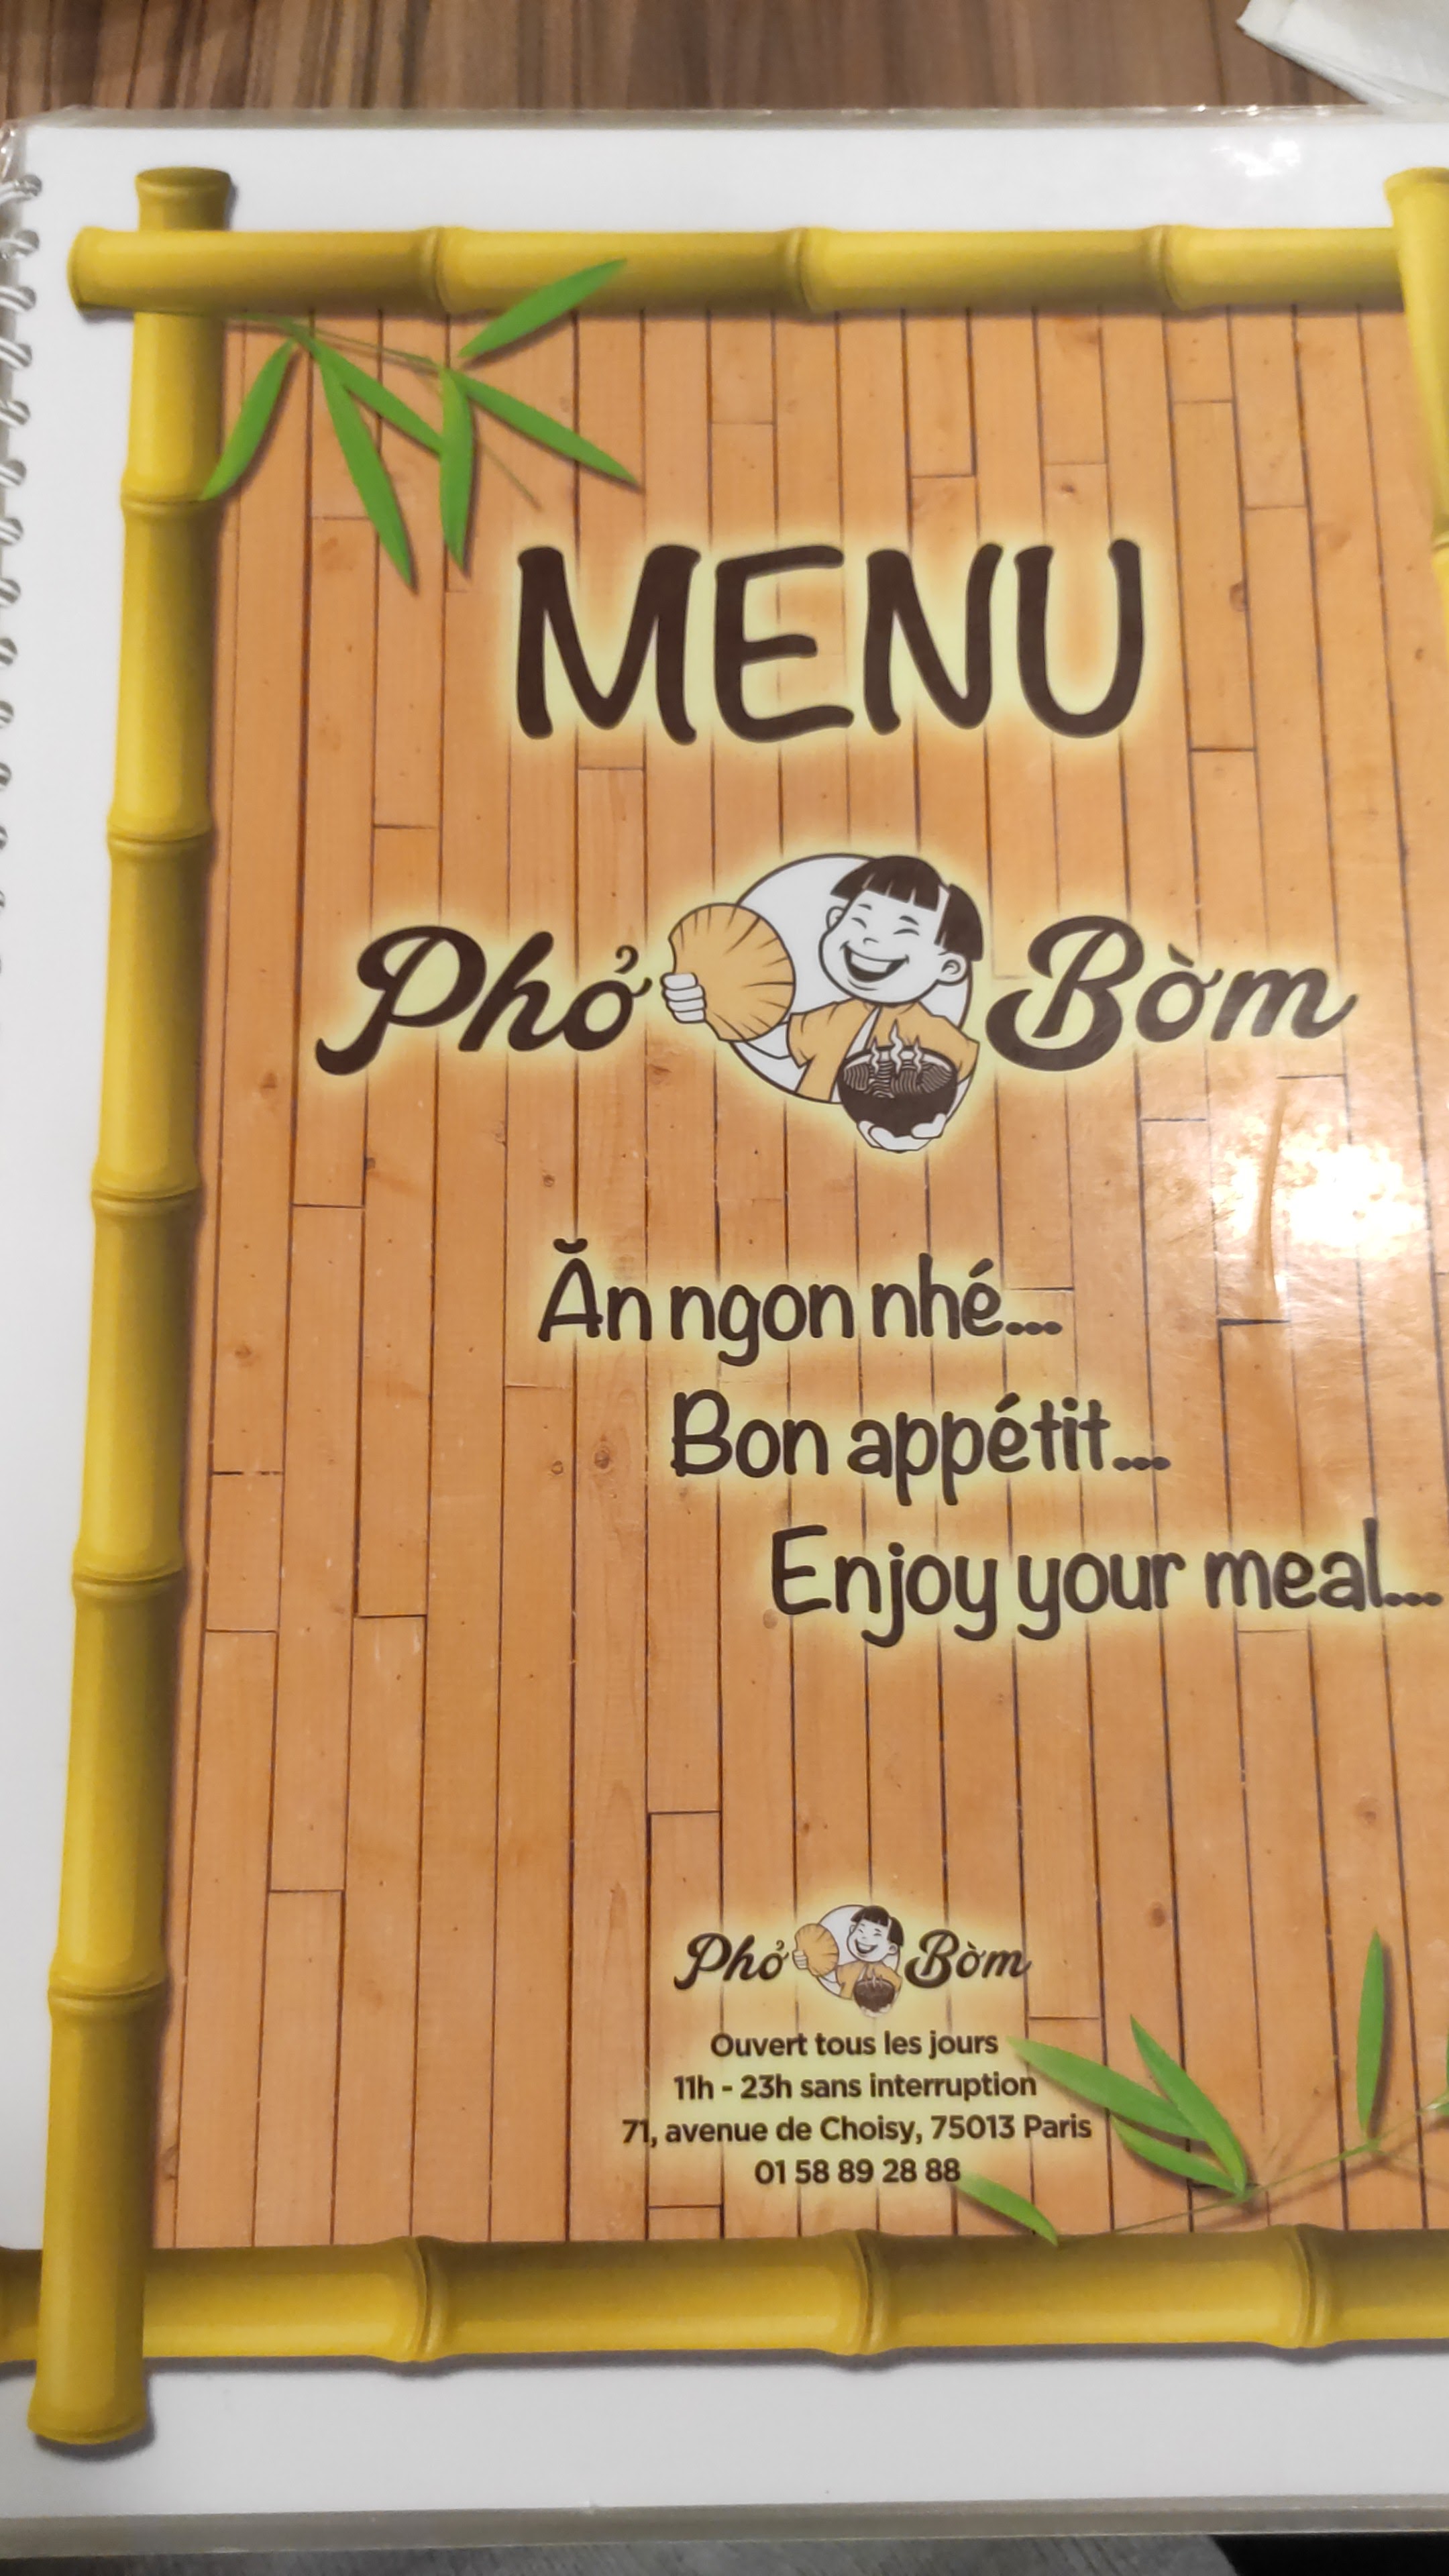 MENU
Phở Bờm
Ăn ngon nhé...
Bon appétit...
Enjoy your meal...
Phở Bờm
Ouvert tous les jours
11h - 23h sans interruption
71, avenue de Choisy, 75013 Paris
01 58 89 28 88